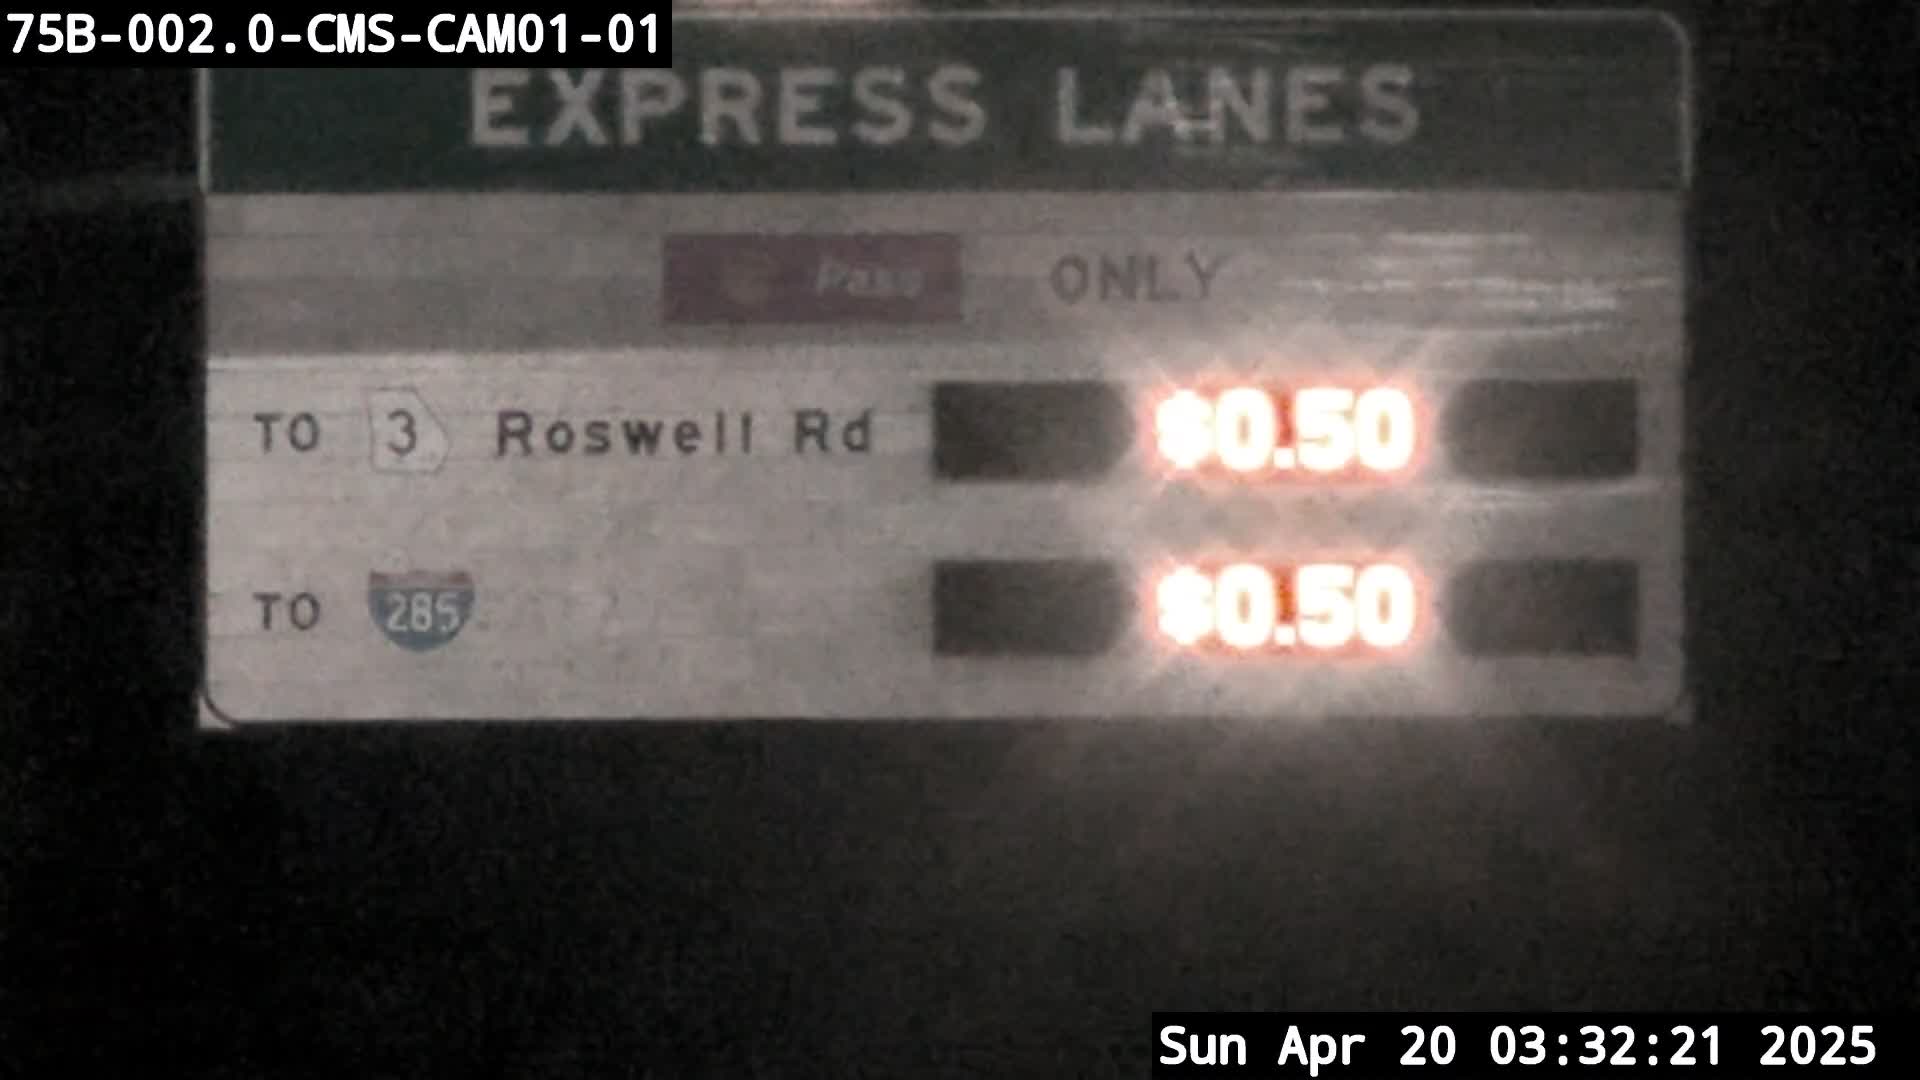 75B-002.0-CMS-CAM01-01
EXPRESS LANES
Pass ONLY
TO 3 Roswell Rd $0.50
TO 285 $0.50
Sun Apr 20 03:32:21 2025